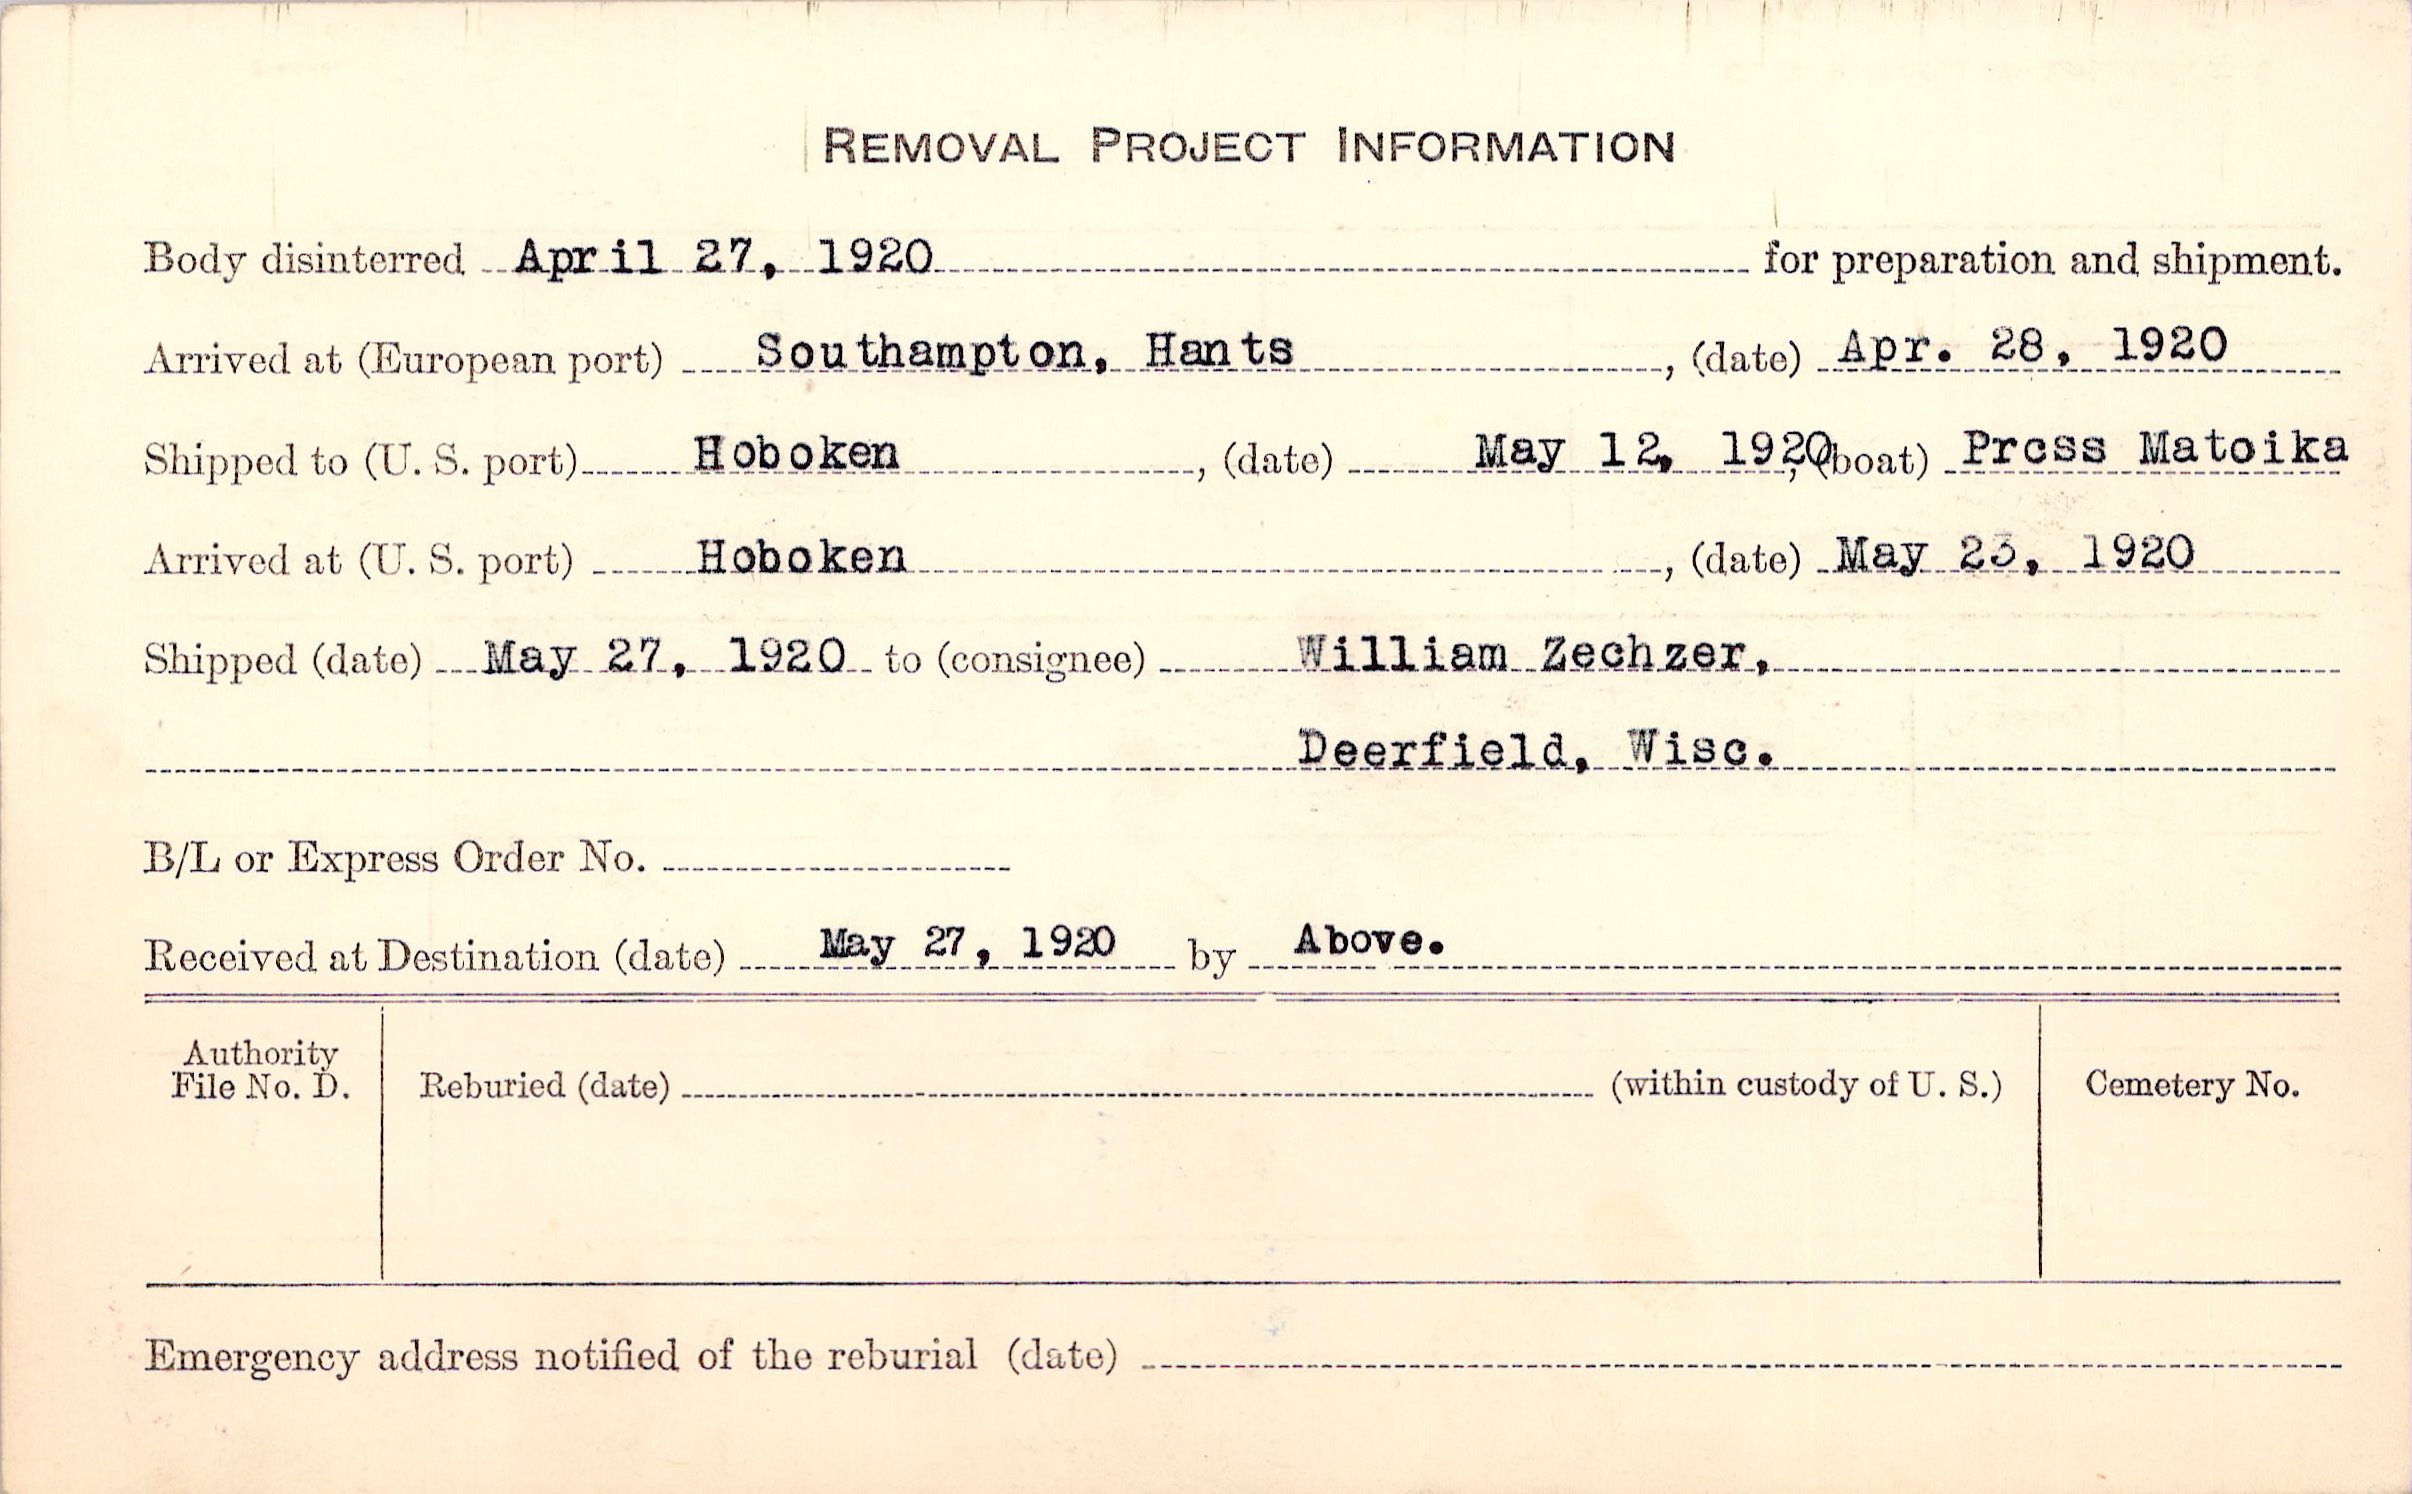 REMOVAL PROJECT INFORMATION
Body disinterred April 27, 1920 for preparation and shipment.
Arrived at (European port) Southampton, Hants, (date) Apr. 28, 1920
Shipped to (U. S. port) Hoboken, (date) May 12, 1920, (boat) Prcss Matoika
Arrived at (U. S. port) Hoboken, (date) May 23, 1920
Shipped (date) May 27, 1920 to (consignee) William Zechzer,
Deerfield, Wisc.
B/L or Express Order No.
Received at Destination (date) May 27, 1920 by Above.
Authority
File No. D.
Reburied (date) (within custody of U. S.)
Cemetery No.
Emergency address notified of the reburial (date)